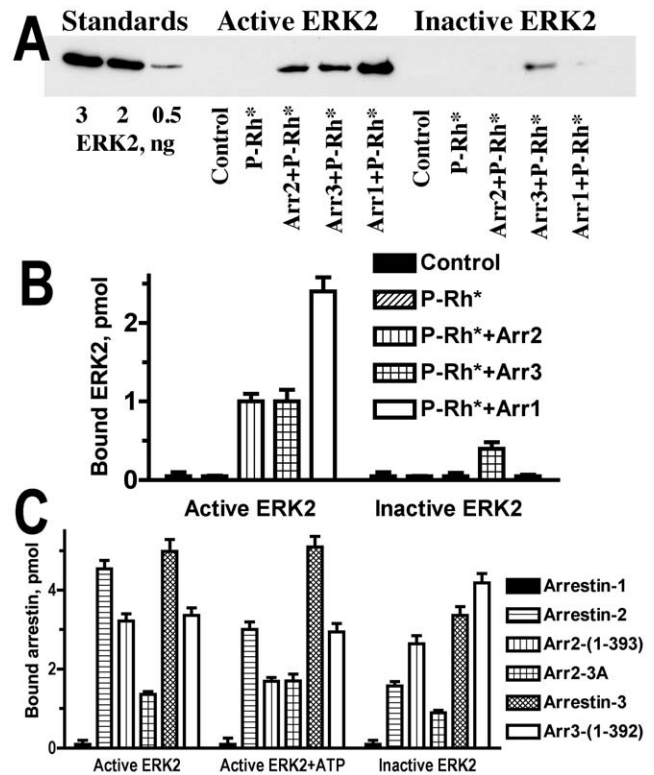 A
Standards Active ERK2 Inactive ERK2
3 2 0.5
ERK2, ng
Control
P-Rh*
Arr2+P-Rh*
Arr3+P-Rh*
Arr1+P-Rh*
Control
P-Rh*
Arr2+P-Rh*
Arr3+P-Rh*
Arr1+P-Rh*
B
Bound ERK2, pmol
2
1
0
Control
P-Rh*
P-Rh*+Arr2
P-Rh*+Arr3
P-Rh*+Arr1
Active ERK2 Inactive ERK2
C
Bound arrestin, pmol
4
2
0
Arrestin-1
Arrestin-2
Arr2-(1-393)
Arr2-3A
Arrestin-3
Arr3-(1-392)
Active ERK2 Active ERK2+ATP Inactive ERK2